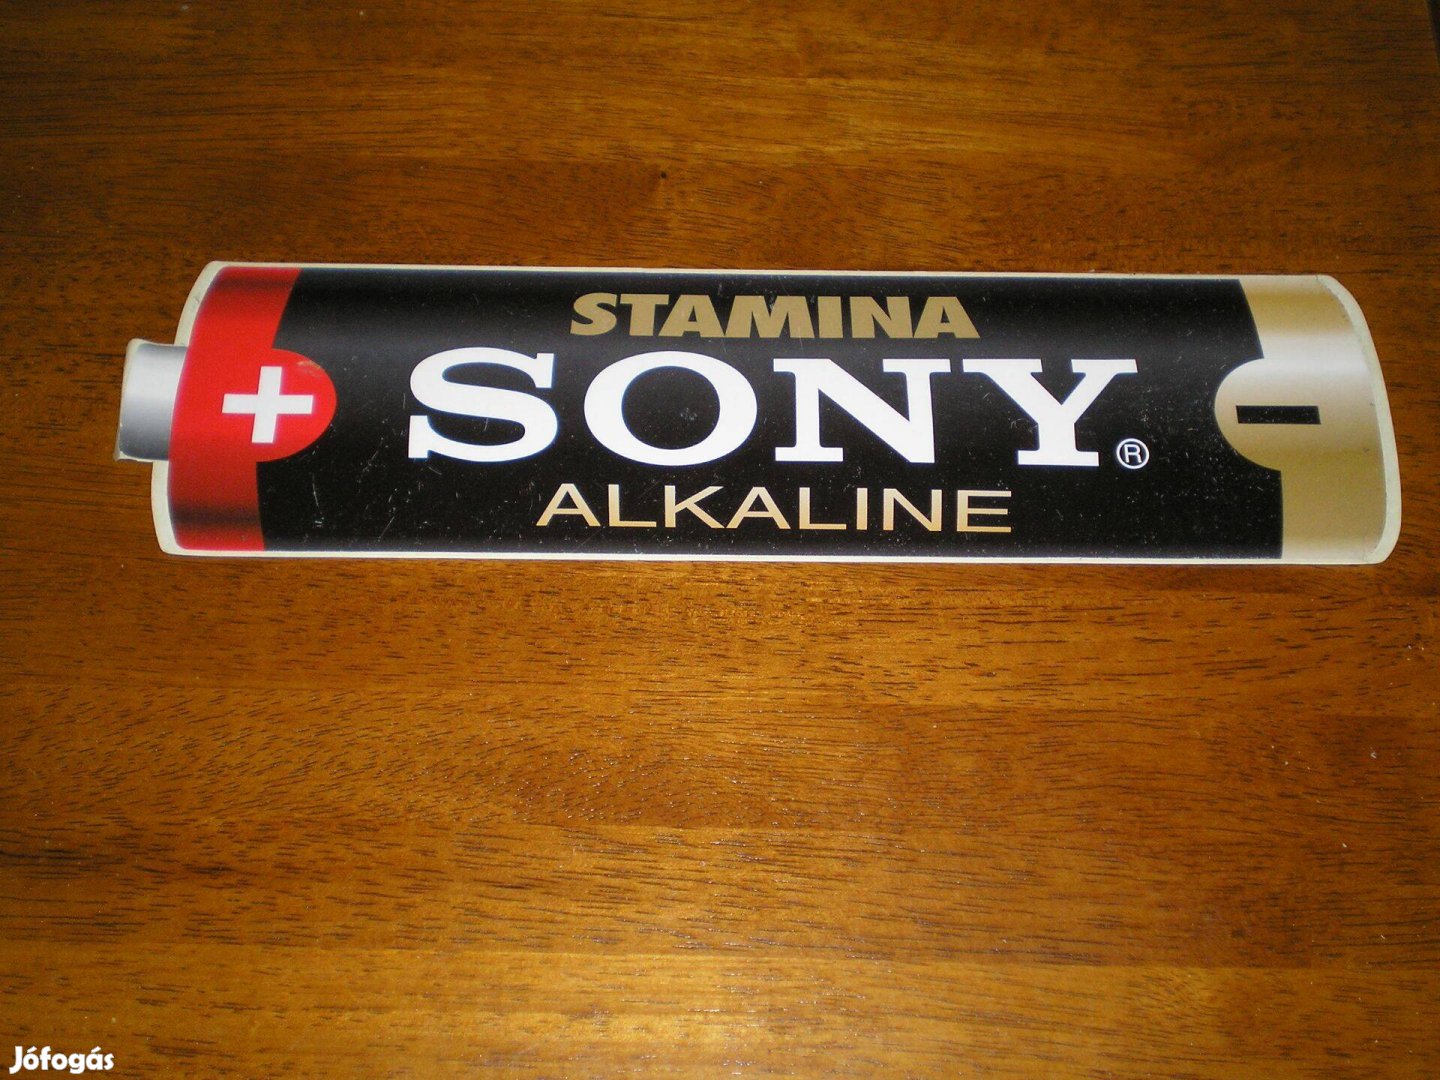 STAMINA
+ SONY® -
ALKALINE
Jófogás